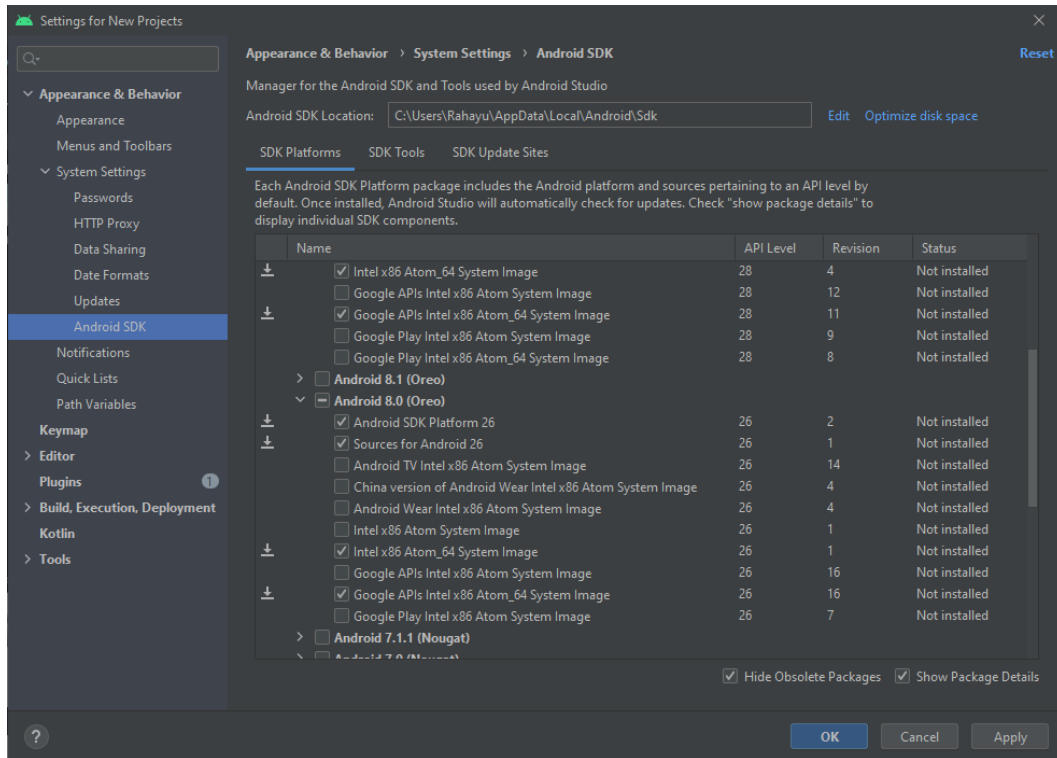 Settings for New Projects
Appearance & Behavior
Appearance
Menus and Toolbars
System Settings
Passwords
HTTP Proxy
Data Sharing
Date Formats
Updates
Android SDK
Notifications
Quick Lists
Path Variables
Keymap
Editor
Plugins 1
Build, Execution, Deployment
Kotlin
Tools
Appearance & Behavior › System Settings › Android SDK Reset
Manager for the Android SDK and Tools used by Android Studio
Android SDK Location: C:\Users\Rahayu\AppData\Local\Android\Sdk Edit Optimize disk space
SDK Platforms SDK Tools SDK Update Sites
Each Android SDK Platform package includes the Android platform and sources pertaining to an API level by
default. Once installed, Android Studio will automatically check for updates. Check "show package details" to
display individual SDK components.
Name API Level Revision Status
Intel x86 Atom_64 System Image 28 4 Not installed
Google APIs Intel x86 Atom System Image 28 12 Not installed
Google APIs Intel x86 Atom_64 System Image 28 11 Not installed
Google Play Intel x86 Atom System Image 28 9 Not installed
Google Play Intel x86 Atom_64 System Image 28 8 Not installed
Android 8.1 (Oreo)
Android 8.0 (Oreo)
Android SDK Platform 26 26 2 Not installed
Sources for Android 26 26 1 Not installed
Android TV Intel x86 Atom System Image 26 14 Not installed
China version of Android Wear Intel x86 Atom System Image 26 4 Not installed
Android Wear Intel x86 Atom System Image 26 4 Not installed
Intel x86 Atom System Image 26 1 Not installed
Intel x86 Atom_64 System Image 26 1 Not installed
Google APIs Intel x86 Atom System Image 26 16 Not installed
Google APIs Intel x86 Atom_64 System Image 26 16 Not installed
Google Play Intel x86 Atom System Image 26 7 Not installed
Android 7.1.1 (Nougat)
Android 7.0 (Nougat)
Hide Obsolete Packages Show Package Details
? OK Cancel Apply